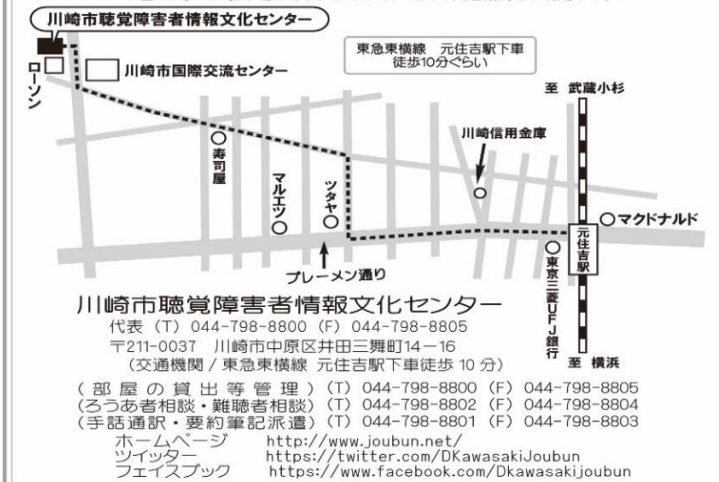 川崎市聴覚障害者情報文化センター
ローソン
川崎市国際交流センター
東急東横線 元住吉駅下車
徒歩10分ぐらい
至 武蔵小杉
川崎信用金庫
寿司屋
マルエツ
ツタヤ
マクドナルド
元住吉駅
東京三菱UFJ銀行
ブレーメン通り
至 横浜
川崎市聴覚障害者情報文化センター
代表 (T) 044-798-8800 (F) 044-798-8805
〒211-0037 川崎市中原区井田三舞町14-16
(交通機関/東急東横線 元住吉駅下車徒歩10分)
(部屋の貸出等管理) (T) 044-798-8800 (F) 044-798-8805
(ろうあ者相談・難聴者相談) (T) 044-798-8802 (F) 044-798-8804
(手話通訳・要約筆記派遣) (T) 044-798-8801 (F) 044-798-8803
ホームページ http://www.joubun.net/
ツイッター https://twitter.com/DKawasakiJoubun
フェイスブック https://www.facebook.com/Dkawasakijoubun